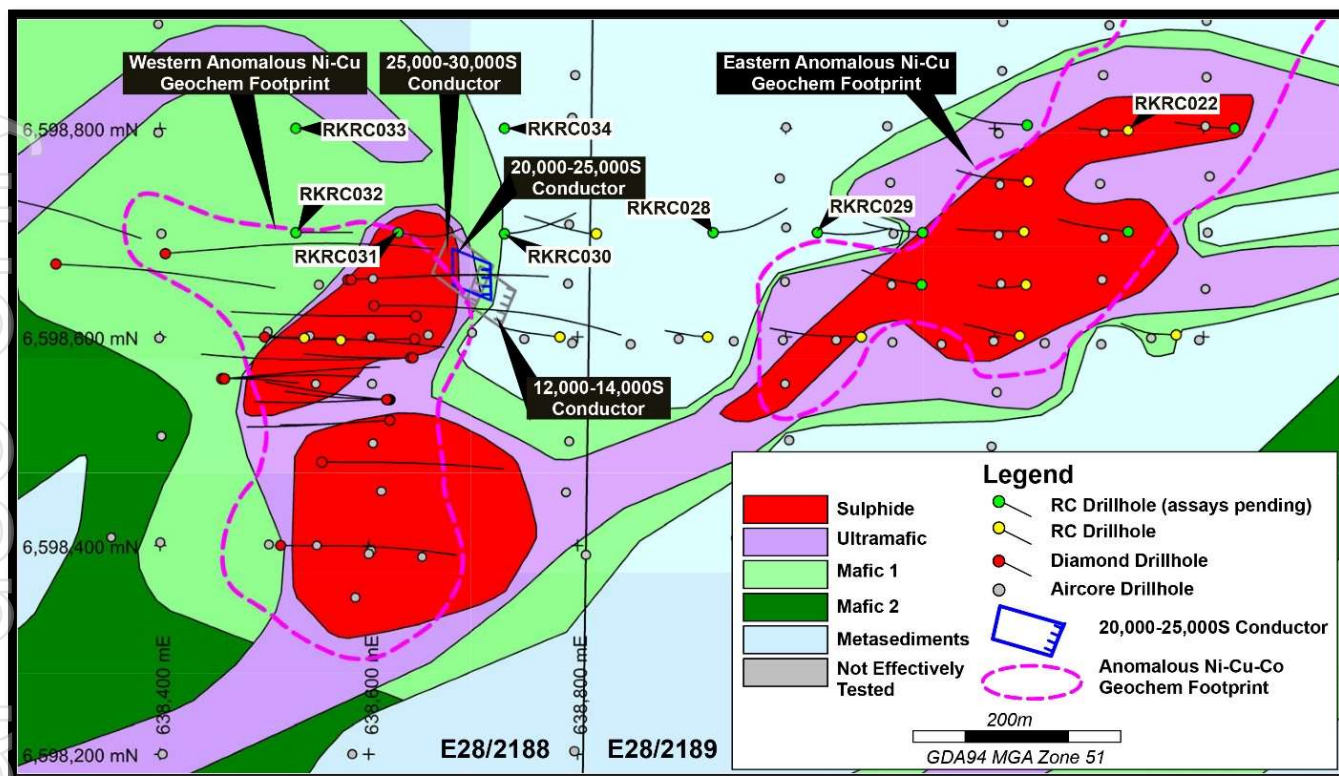 Western Anomalous Ni-Cu
Geochem Footprint
25,000-30,000S
Conductor
Eastern Anomalous Ni-Cu
Geochem Footprint
RKRC022
6,598,800 mN
RKRC033
RKRC034
20,000-25,000S
Conductor
RKRC032
RKRC028
RKRC029
RKRC031
RKRC030
6,598,600 mN
12,000-14,000S
Conductor
6,598,400 mN
638,400 mE
638,600 mE
638,800 mE
6,598,200 mN
E28/2188
E28/2189
Legend
Sulphide
Ultramafic
Mafic 1
Mafic 2
Metasediments
Not Effectively
Tested
RC Drillhole (assays pending)
RC Drillhole
Diamond Drillhole
Aircore Drillhole
20,000-25,000S Conductor
Anomalous Ni-Cu-Co
Geochem Footprint
200m
GDA94 MGA Zone 51